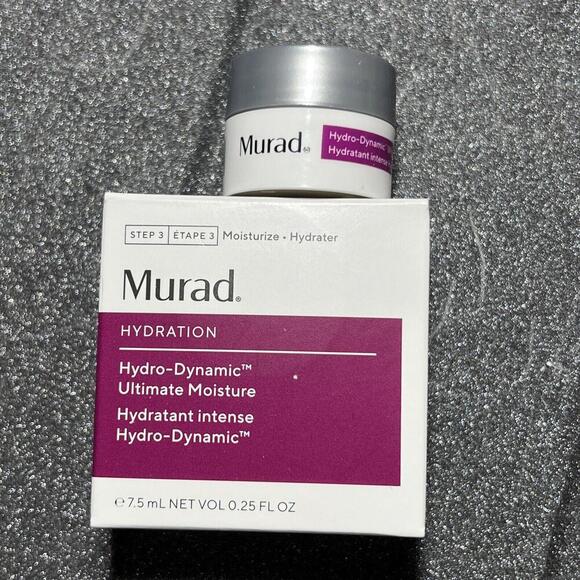 Murad®
Hydro-Dynamic™
Hydratant intense
STEP 3 ÉTAPE 3 Moisturize • Hydrater
Murad®
HYDRATION
Hydro-Dynamic™
Ultimate Moisture
Hydratant intense
Hydro-Dynamic™
℮ 7.5 mL NET VOL 0.25 FL OZ